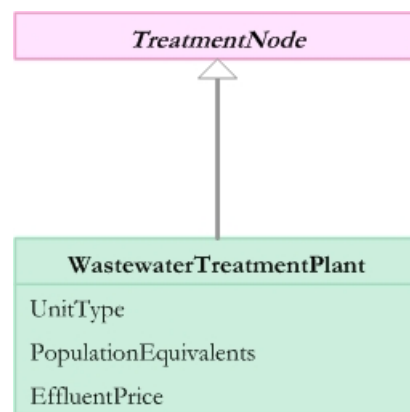 TreatmentNode
WastewaterTreatmentPlant
UnitType
PopulationEquivalents
EffluentPrice